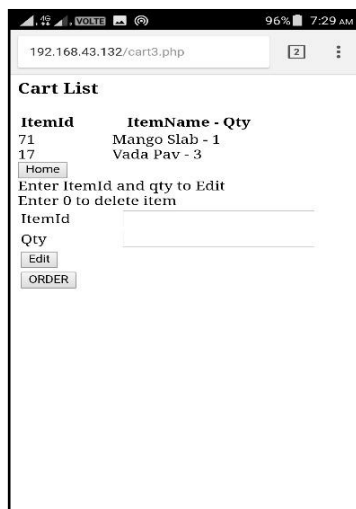 4G VOLTE 96% 7:29 AM
192.168.43.132/cart3.php 2
Cart List
ItemId ItemName - Qty
71 Mango Slab - 1
17 Vada Pav - 3
Home
Enter ItemId and qty to Edit
Enter 0 to delete item
ItemId
Qty
Edit
ORDER